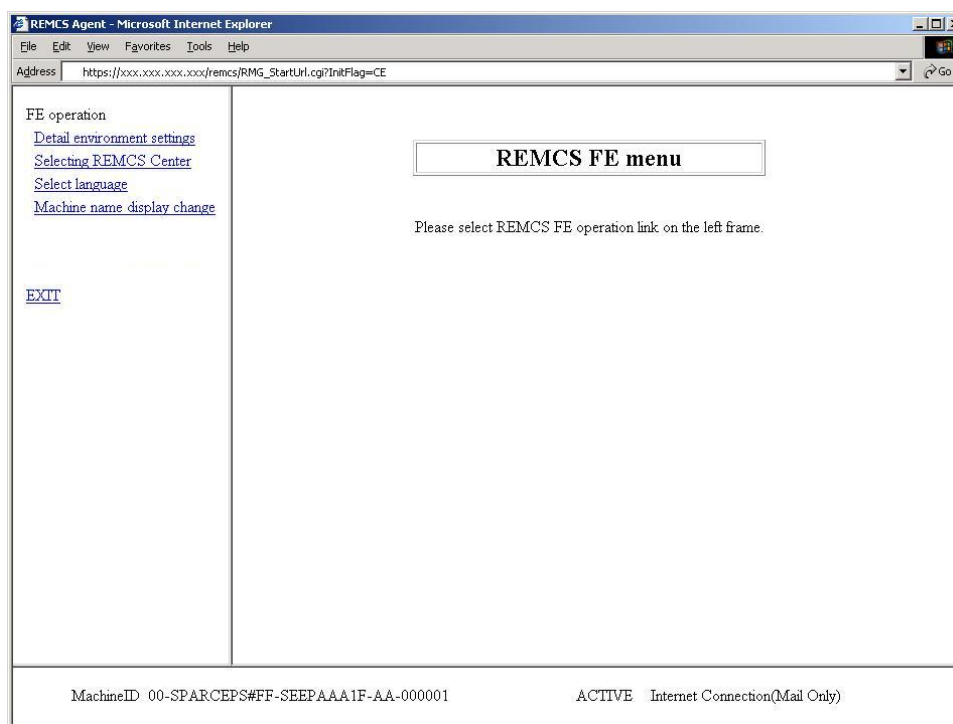 REMCS Agent - Microsoft Internet Explorer
File Edit View Favorites Tools Help
Address https://xxx.xxx.xxx.xxx/remcs/RMG_StartUrl.cgi?InitFlag=CE Go
FE operation
Detail environment settings
Selecting REMCS Center
Select language
Machine name display change
EXIT
REMCS FE menu
Please select REMCS FE operation link on the left frame.
MachineID 00-SPARCEPS#FF-SEEPAAA1F-AA-000001 ACTIVE Internet Connection(Mail Only)